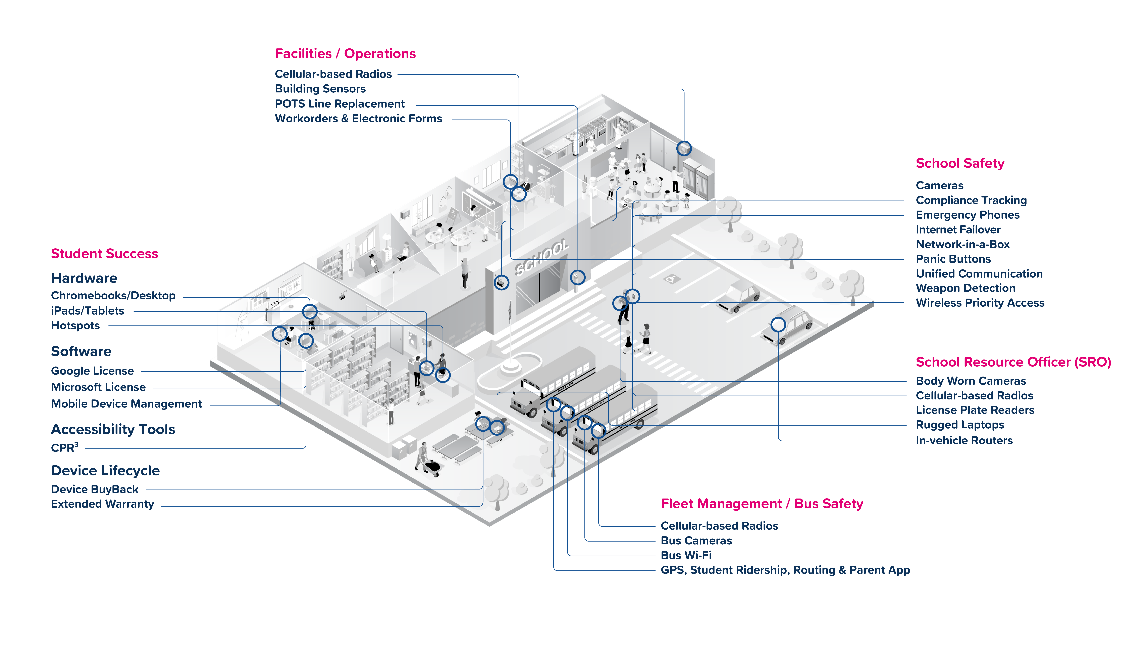 Facilities / Operations
Cellular-based Radios
Building Sensors
POTS Line Replacement
Workorders & Electronic Forms
School Safety
Cameras
Compliance Tracking
Emergency Phones
Internet Failover
Network-in-a-Box
Panic Buttons
Unified Communication
Weapon Detection
Wireless Priority Access
SCHOOL
Student Success
Hardware
Chromebooks/Desktop
iPads/Tablets
Hotspots
Software
Google License
Microsoft License
Mobile Device Management
Accessibility Tools
CPR³
Device Lifecycle
Device BuyBack
Extended Warranty
School Resource Officer (SRO)
Body Worn Cameras
Cellular-based Radios
License Plate Readers
Rugged Laptops
In-vehicle Routers
Fleet Management / Bus Safety
Cellular-based Radios
Bus Cameras
Bus Wi-Fi
GPS, Student Ridership, Routing & Parent App